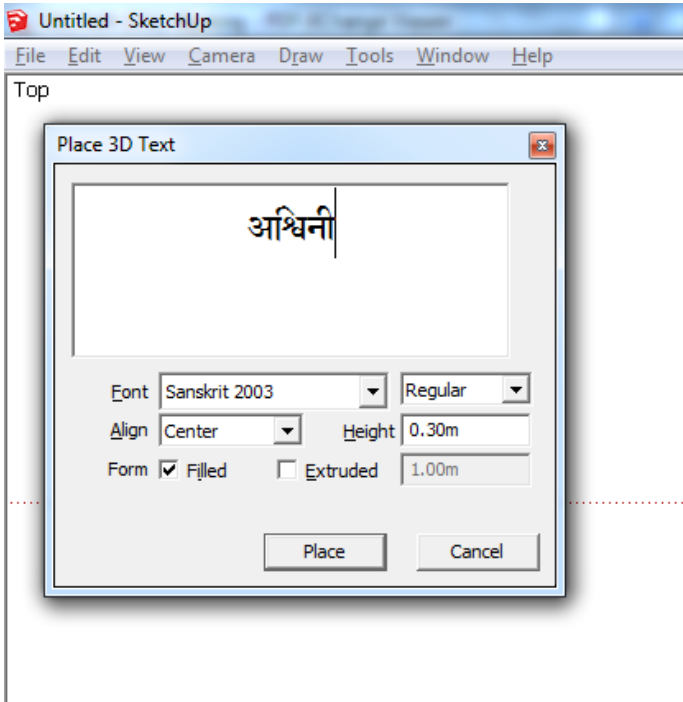 Untitled - SketchUp
File Edit View Camera Draw Tools Window Help
Top
Place 3D Text
अश्विनी
Font Sanskrit 2003 Regular
Align Center Height 0.30m
Form Filled Extruded 1.00m
Place Cancel